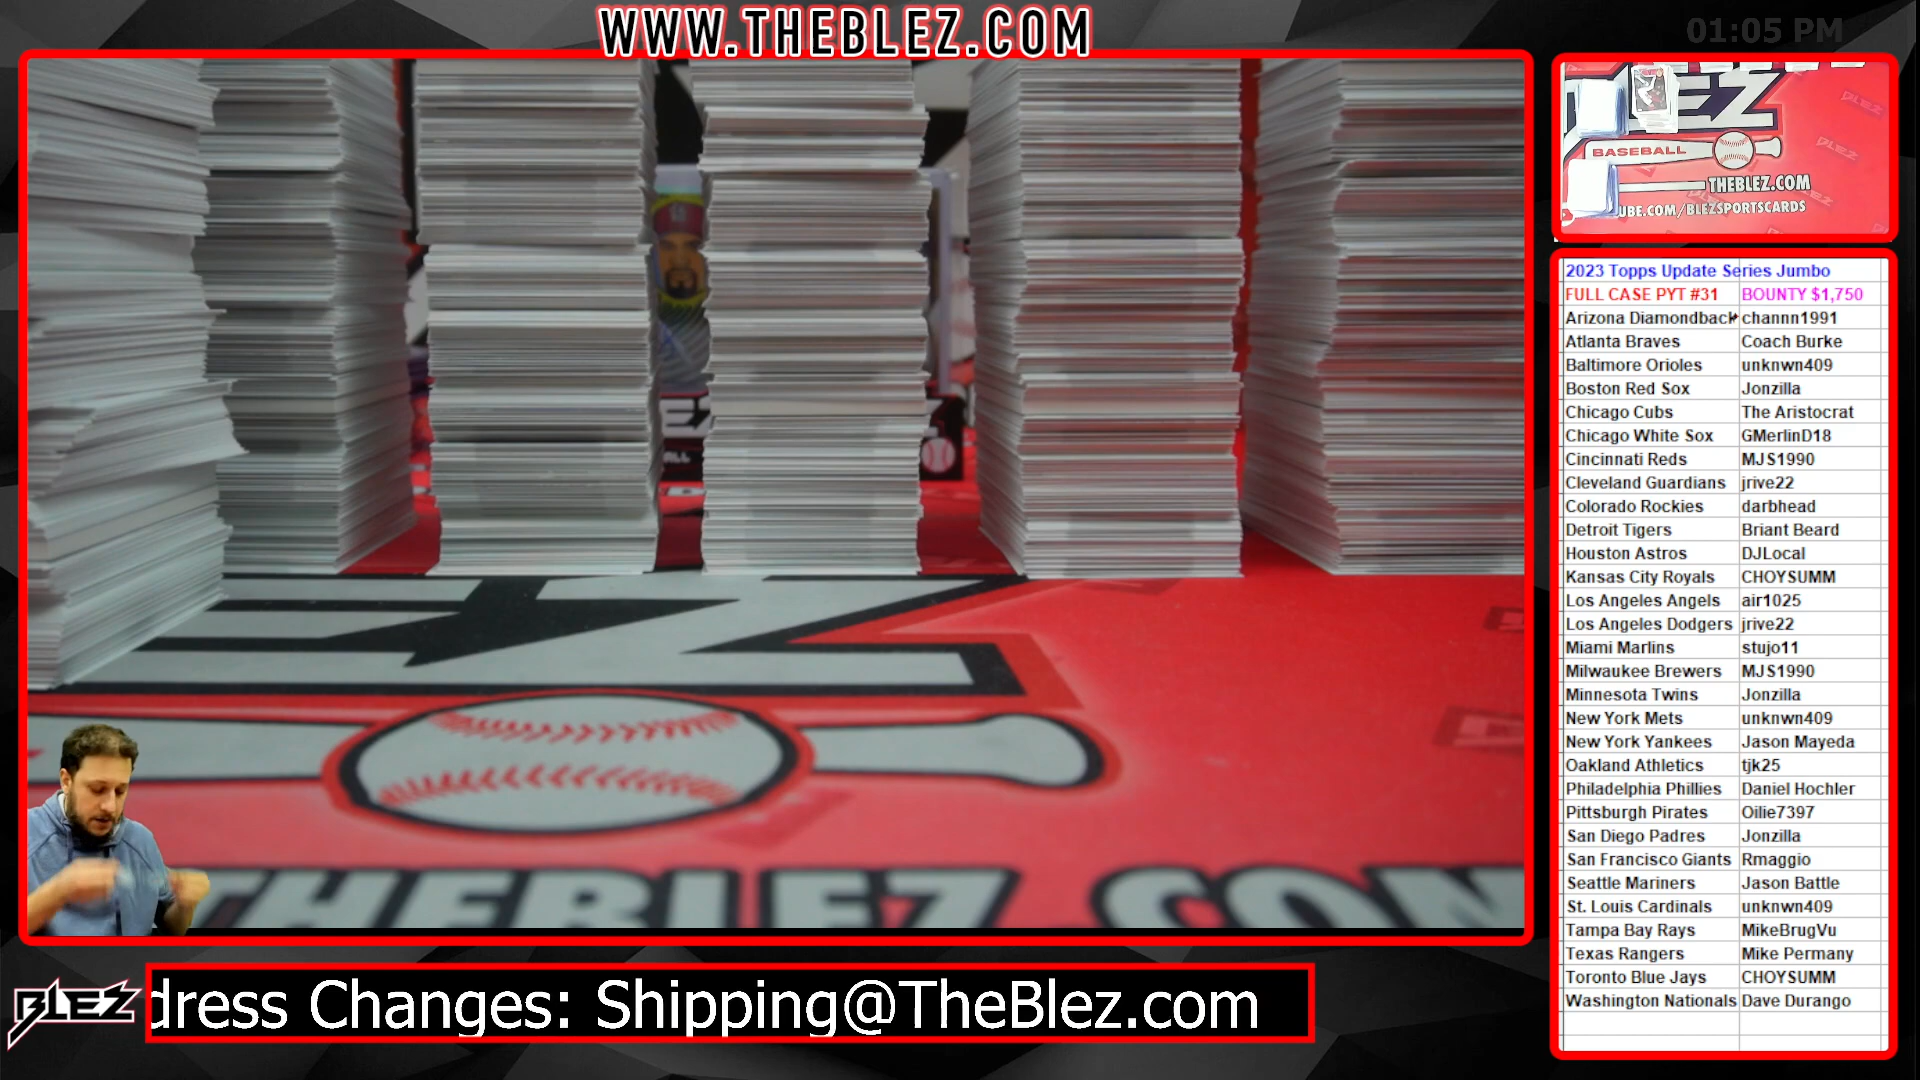 WWW.THEBLEZ.COM
01:05 PM
BASEBALL
THEBLEZ.COM
UBE.COM/BLEZSPORTSCARDS
2023 Topps Update Series Jumbo
FULL CASE PYT #31 BOUNTY $1,750
Arizona Diamondback channn1991
Atlanta Braves Coach Burke
Baltimore Orioles unknwn409
Boston Red Sox Jonzilla
Chicago Cubs The Aristocrat
Chicago White Sox GMerlinD18
Cincinnati Reds MJS1990
Cleveland Guardians jrive22
Colorado Rockies darbhead
Detroit Tigers Briant Beard
Houston Astros DJLocal
Kansas City Royals CHOYSUMM
Los Angeles Angels air1025
Los Angeles Dodgers jrive22
Miami Marlins stujo11
Milwaukee Brewers MJS1990
Minnesota Twins Jonzilla
New York Mets unknwn409
New York Yankees Jason Mayeda
Oakland Athletics tjk25
Philadelphia Phillies Daniel Hochler
Pittsburgh Pirates Oilie7397
San Diego Padres Jonzilla
San Francisco Giants Rmaggio
Seattle Mariners Jason Battle
St. Louis Cardinals unknwn409
Tampa Bay Rays MikeBrugVu
Texas Rangers Mike Permany
Toronto Blue Jays CHOYSUMM
Washington Nationals Dave Durango
THEBLEZ.COM
BLEZ
dress Changes: Shipping@TheBlez.com